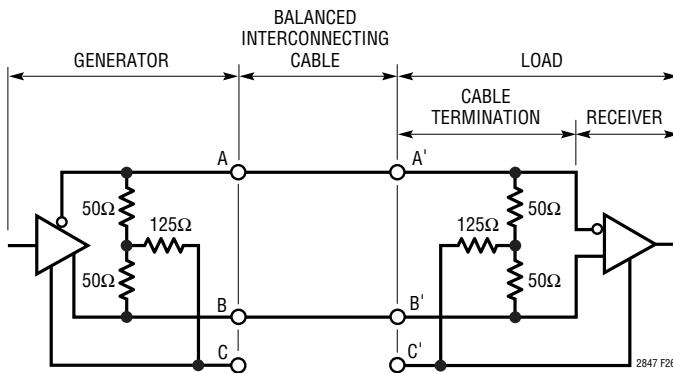 BALANCED
INTERCONNECTING
CABLE
GENERATOR
LOAD
CABLE
TERMINATION
RECEIVER
A
A'
50Ω
125Ω
50Ω
B
C
50Ω
125Ω
50Ω
B'
C'
2847 F26